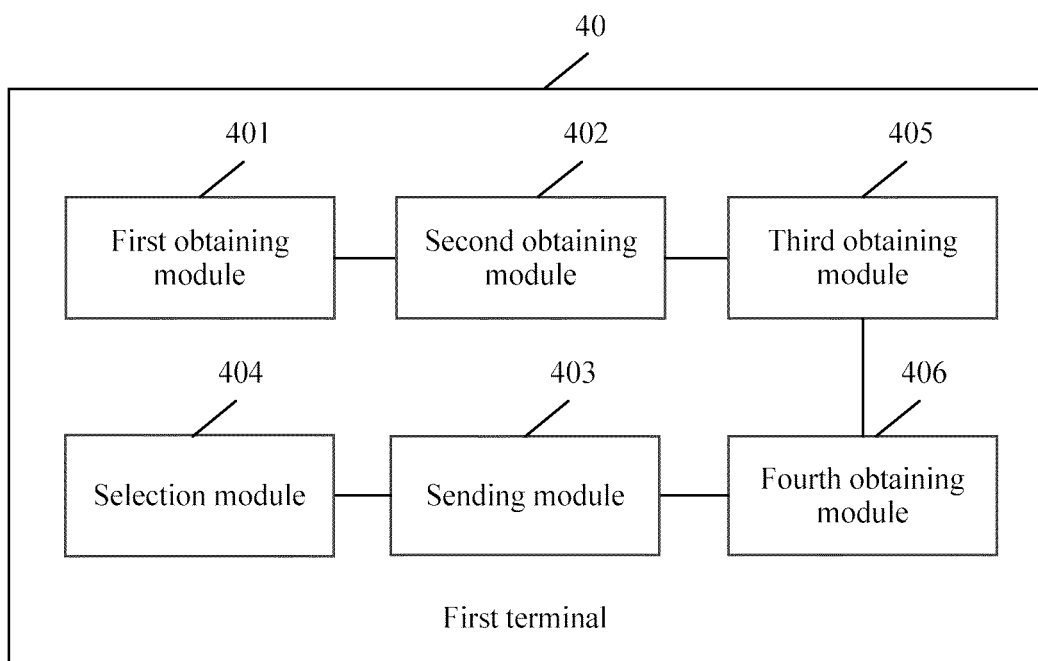 40
401
402
405
First obtaining
module
Second obtaining
module
Third obtaining
module
404
403
406
Selection module
Sending module
Fourth obtaining
module
First terminal